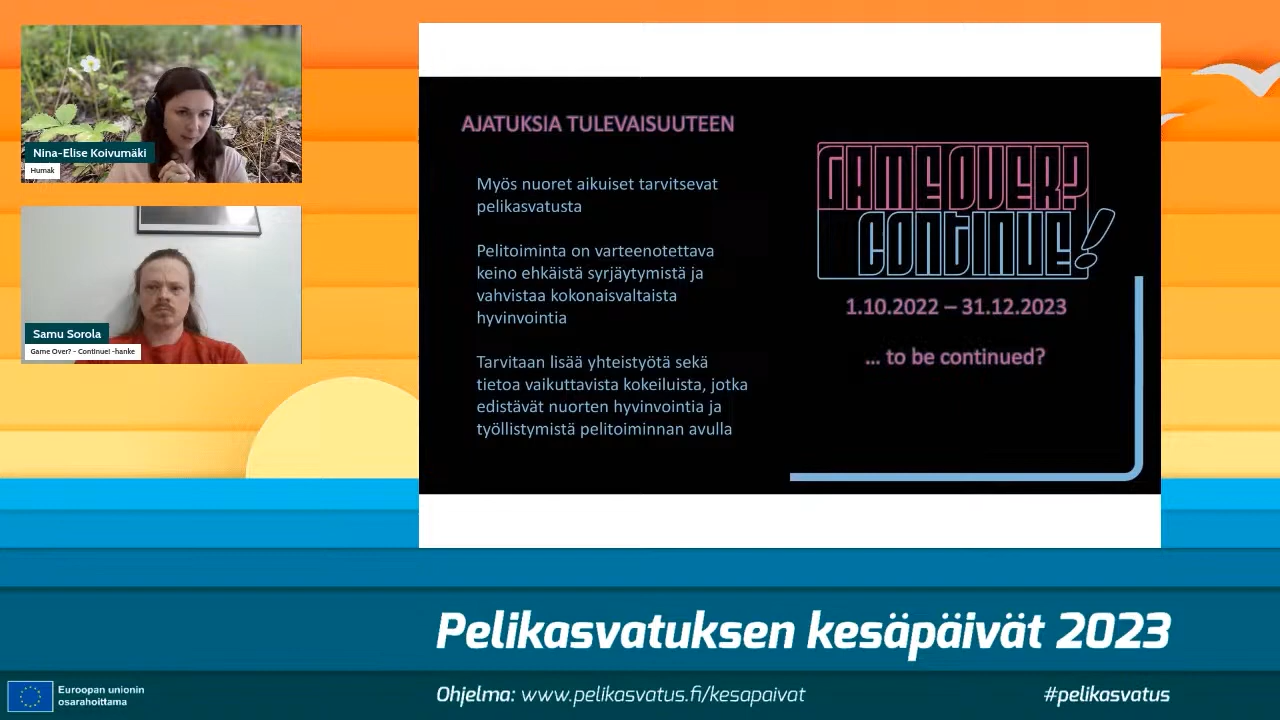 Nina-Elise Koivumäki
Humak
Samu Sorola
Game Over? - Continue! -hanke
AJATUKSIA TULEVAISUUTEEN
Myös nuoret aikuiset tarvitsevat
pelikasvatusta
Pelitoiminta on varteenotettava
keino ehkäistä syrjäytymistä ja
vahvistaa kokonaisvaltaista
hyvinvointia
Tarvitaan lisää yhteistyötä sekä
tietoa vaikuttavista kokeiluista, jotka
edistävät nuorten hyvinvointia ja
työllistymistä pelitoiminnan avulla
GAME OVER?
CONTINUE!
1.10.2022 – 31.12.2023
... to be continued?
Pelikasvatuksen kesäpäivät 2023
Euroopan unionin
osarahoittama
Ohjelma: www.pelikasvatus.fi/kesapaivat
#pelikasvatus